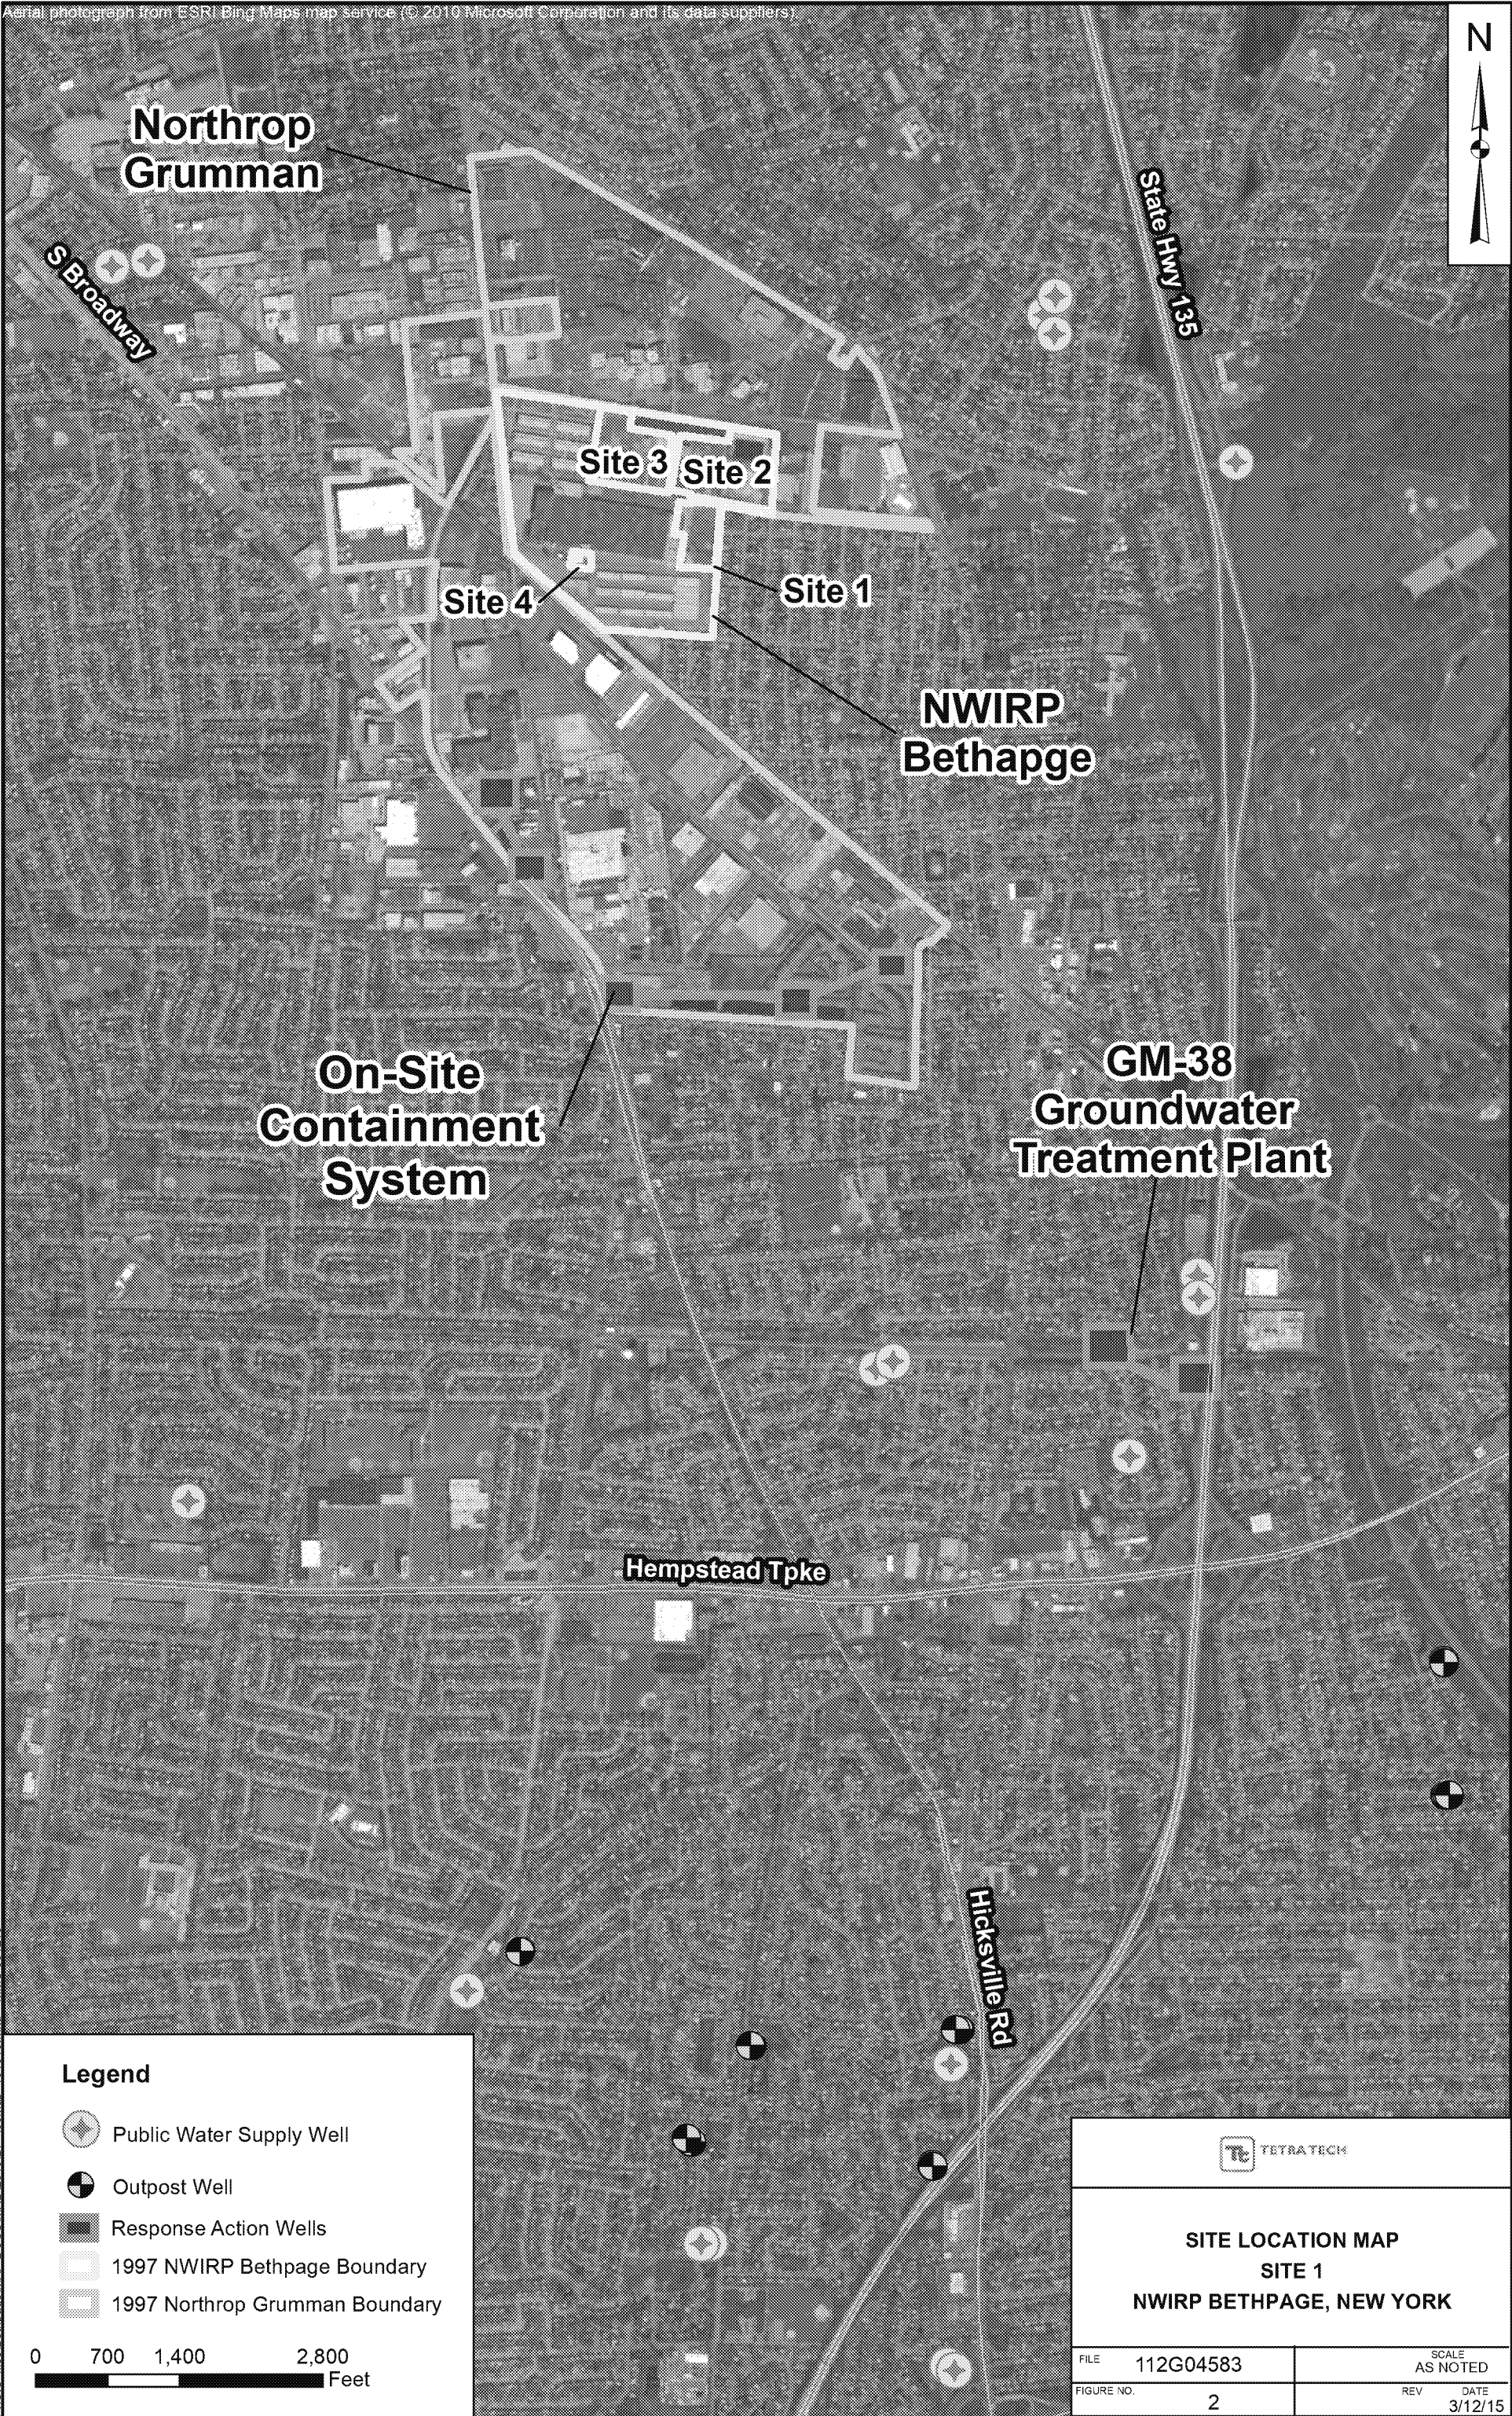 Aerial photograph from ESRI Bing Maps map service (© 2010 Microsoft Corporation and its data suppliers).
N
Northrop
Grumman
State Hwy 135
S Broadway
Site 3
Site 2
Site 1
Site 4
NWIRP
Bethapge
On-Site
Containment
System
GM-38
Groundwater
Treatment Plant
Hempstead Tpke
Hicksville Rd
Legend
Public Water Supply Well
Outpost Well
Response Action Wells
1997 NWIRP Bethpage Boundary
1997 Northrop Grumman Boundary
0 700 1,400 2,800
Feet
Tt TETRA TECH
SITE LOCATION MAP
SITE 1
NWIRP BETHPAGE, NEW YORK
FILE 112G04583
SCALE
AS NOTED
FIGURE NO. 2
REV DATE
3/12/15